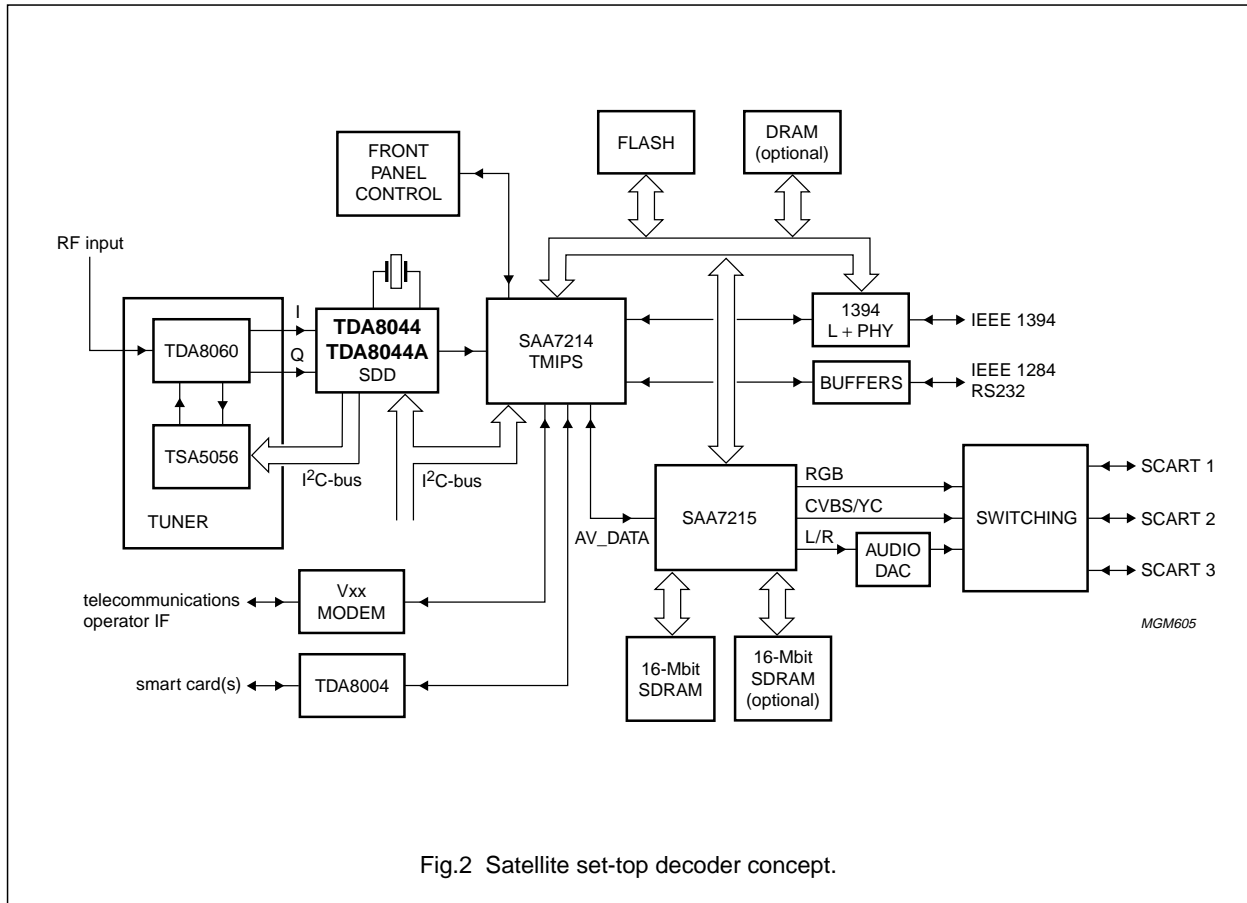 FLASH
DRAM
(optional)
FRONT
PANEL
CONTROL
RF input
I
Q
TDA8060
TSA5056
TUNER
TDA8044
TDA8044A
SDD
I²C-bus
I²C-bus
SAA7214
TMIPS
1394
L + PHY
IEEE 1394
BUFFERS
IEEE 1284
RS232
AV_DATA
SAA7215
RGB
CVBS/YC
L/R
AUDIO
DAC
SWITCHING
SCART 1
SCART 2
SCART 3
telecommunications
operator IF
Vxx
MODEM
smart card(s)
TDA8004
16-Mbit
SDRAM
16-Mbit
SDRAM
(optional)
MGM605
Fig.2 Satellite set-top decoder concept.